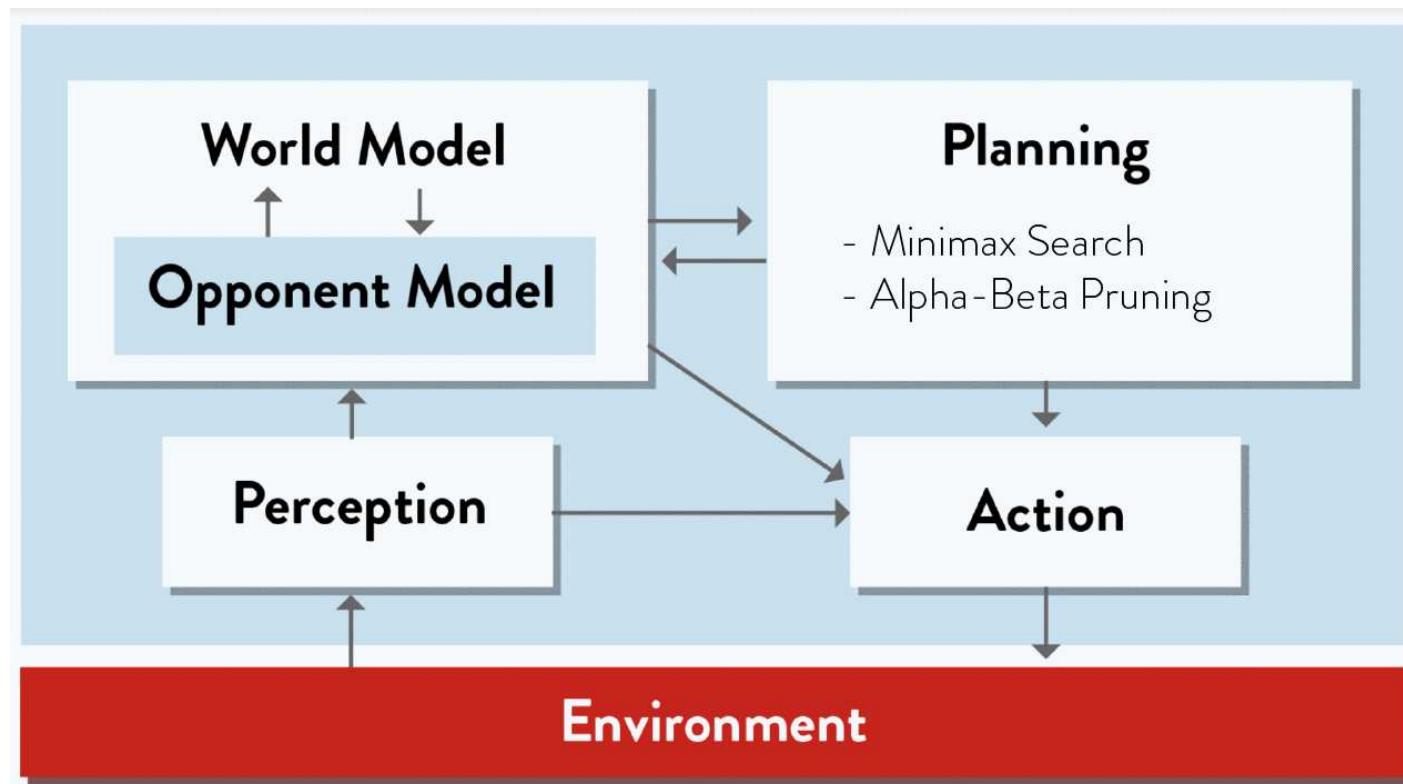 World Model
Opponent Model
Planning
- Minimax Search
- Alpha-Beta Pruning
Perception
Action
Environment